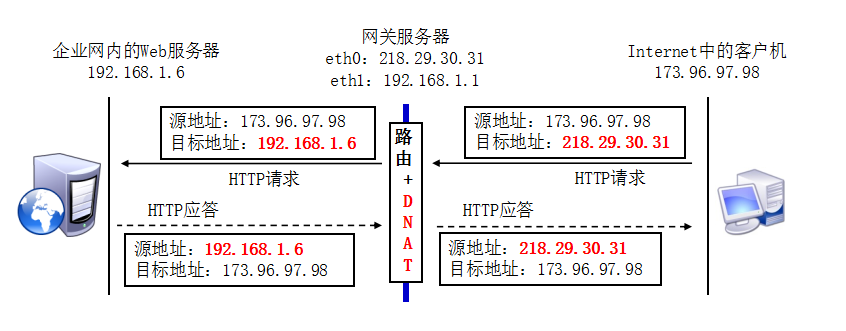 企业网内的Web服务器
192.168.1.6
网关服务器
eth0：218.29.30.31
eth1：192.168.1.1
Internet中的客户机
173.96.97.98
源地址：173.96.97.98
目标地址：192.168.1.6
HTTP请求
源地址：173.96.97.98
目标地址：218.29.30.31
HTTP请求
路由+DNAT
HTTP应答
源地址：192.168.1.6
目标地址：173.96.97.98
HTTP应答
源地址：218.29.30.31
目标地址：173.96.97.98